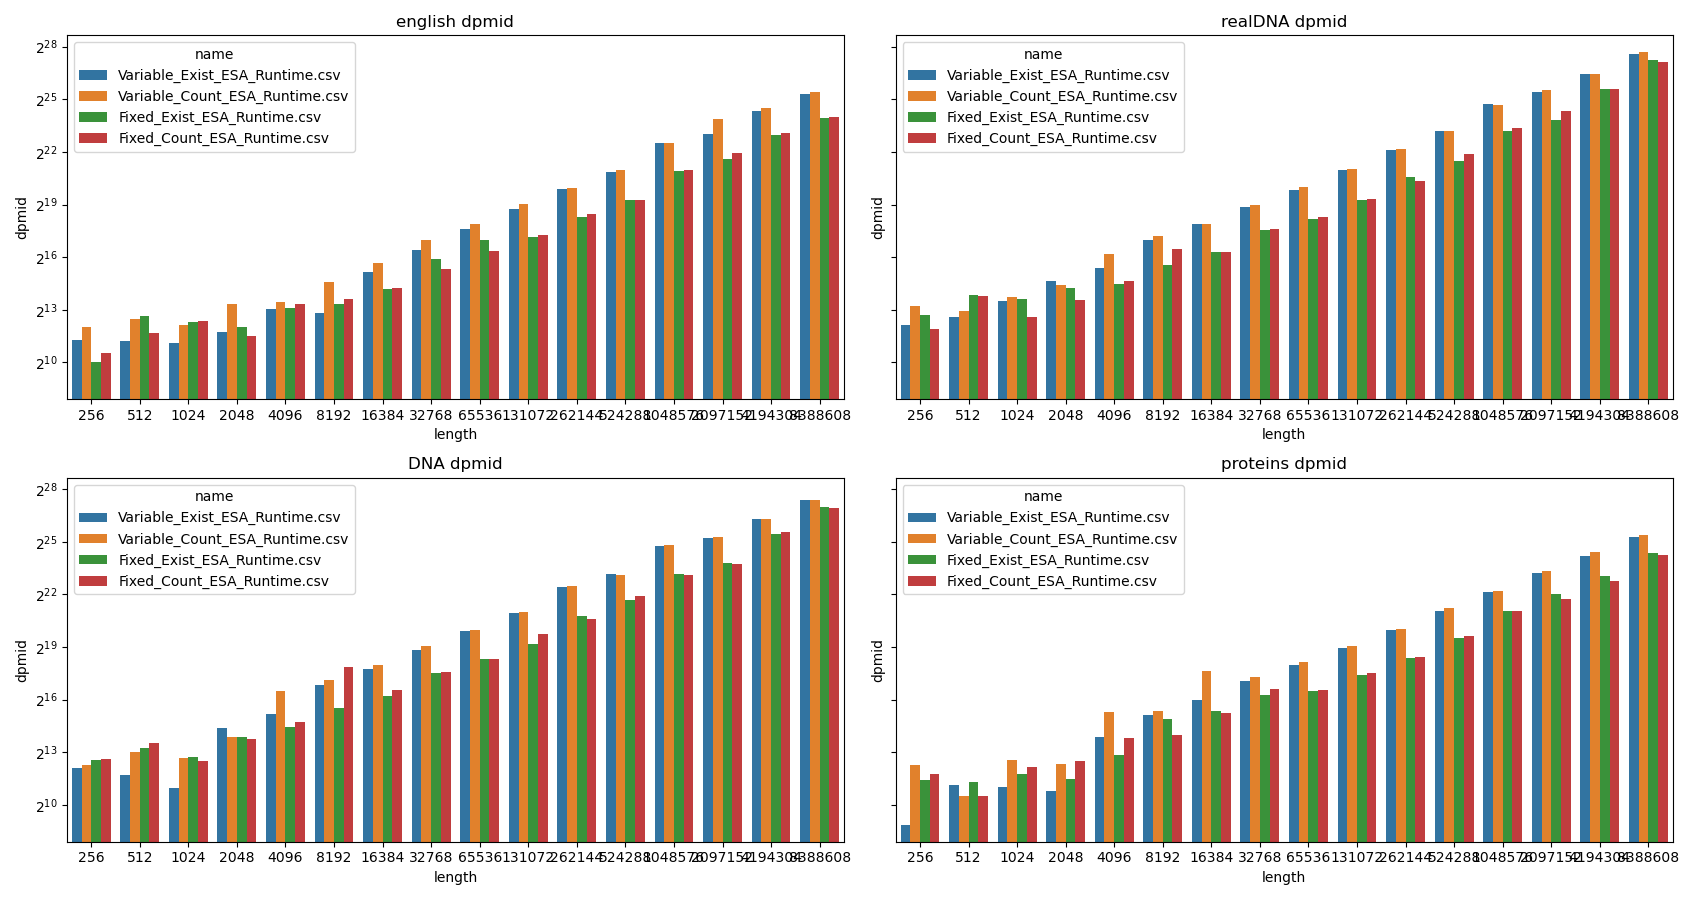 english dpmid
2^28
2^25
2^22
2^19
2^16
2^13
2^10
dpmid
name
Variable_Exist_ESA_Runtime.csv
Variable_Count_ESA_Runtime.csv
Fixed_Exist_ESA_Runtime.csv
Fixed_Count_ESA_Runtime.csv
256 512 1024 2048 4096 8192 16384 32768 65536 131072 262144 524288 1048576 2097152 4194304 8388608
length
realDNA dpmid
dpmid
name
Variable_Exist_ESA_Runtime.csv
Variable_Count_ESA_Runtime.csv
Fixed_Exist_ESA_Runtime.csv
Fixed_Count_ESA_Runtime.csv
256 512 1024 2048 4096 8192 16384 32768 65536 131072 262144 524288 1048576 2097152 4194304 8388608
length
DNA dpmid
2^28
2^25
2^22
2^19
2^16
2^13
2^10
dpmid
name
Variable_Exist_ESA_Runtime.csv
Variable_Count_ESA_Runtime.csv
Fixed_Exist_ESA_Runtime.csv
Fixed_Count_ESA_Runtime.csv
256 512 1024 2048 4096 8192 16384 32768 65536 131072 262144 524288 1048576 2097152 4194304 8388608
length
proteins dpmid
dpmid
name
Variable_Exist_ESA_Runtime.csv
Variable_Count_ESA_Runtime.csv
Fixed_Exist_ESA_Runtime.csv
Fixed_Count_ESA_Runtime.csv
256 512 1024 2048 4096 8192 16384 32768 65536 131072 262144 524288 1048576 2097152 4194304 8388608
length